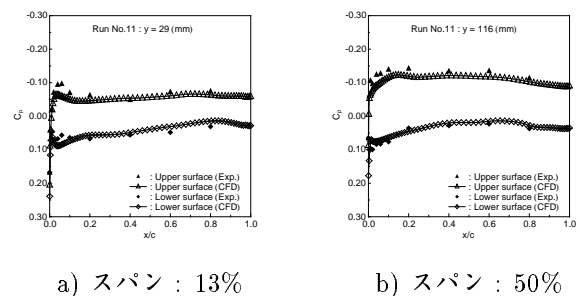 -0.30
Run No.11 : y = 29 (mm)
-0.20
-0.10
Cp
0.00
0.10
0.20
: Upper surface (Exp.)
: Upper surface (CFD)
: Lower surface (Exp.)
: Lower surface (CFD)
0.30
0.0 0.2 0.4 0.6 0.8 1.0
x/c
a) スパン : 13%
-0.30
Run No.11 : y = 116 (mm)
-0.20
-0.10
Cp
0.00
0.10
0.20
: Upper surface (Exp.)
: Upper surface (CFD)
: Lower surface (Exp.)
: Lower surface (CFD)
0.30
0.0 0.2 0.4 0.6 0.8 1.0
x/c
b) スパン : 50%